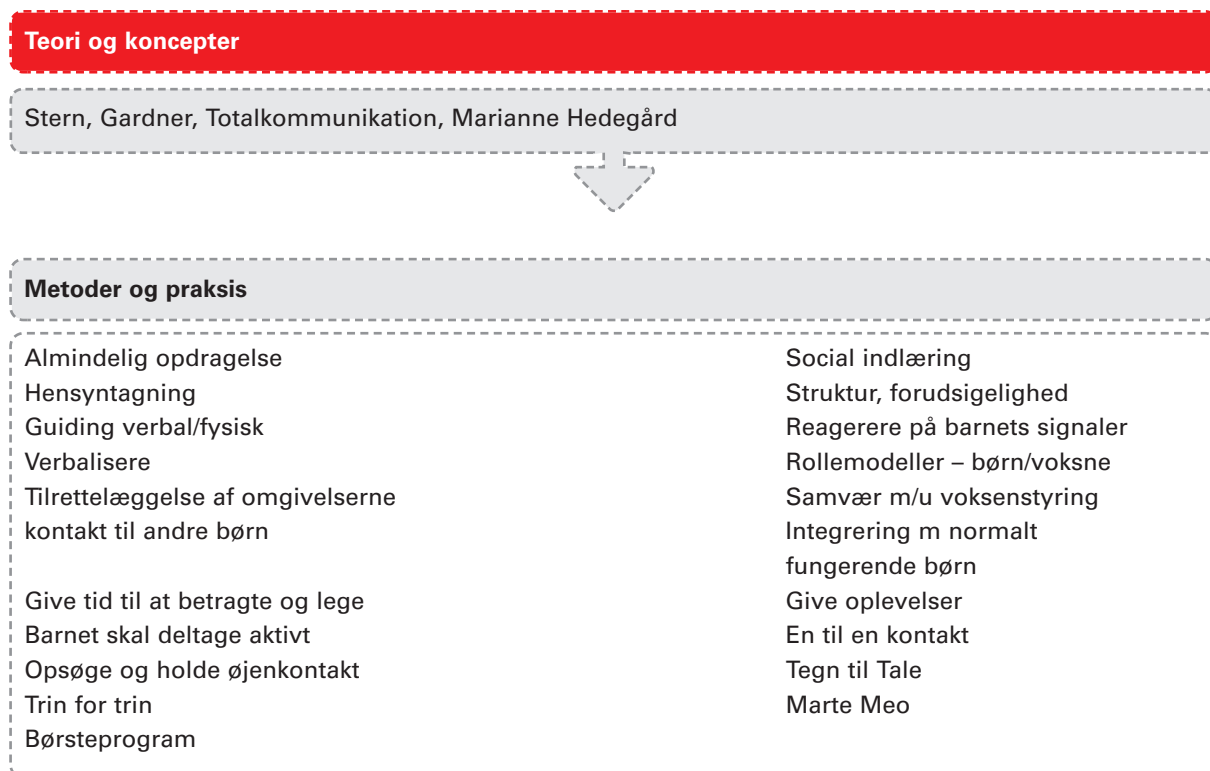 Teori og koncepter
Stern, Gardner, Totalkommunikation, Marianne Hedegård
Metoder og praksis
Almindelig opdragelse
Hensyntagning
Guiding verbal/fysisk
Verbalisere
Tilrettelæggelse af omgivelserne
kontakt til andre børn
Give tid til at betragte og lege
Barnet skal deltage aktivt
Opsøge og holde øjenkontakt
Trin for trin
Børsteprogram
Social indlæring
Struktur, forudsigelighed
Reagerere på barnets signaler
Rollemodeller – børn/voksne
Samvær m/u voksenstyring
Integrering m normalt
fungerende børn
Give oplevelser
En til en kontakt
Tegn til Tale
Marte Meo